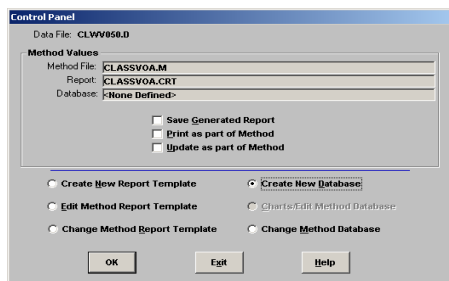 Control Panel
Data File: CLWV050.D
Method Values
Method File: CLASSVOA.M
Report: CLASSVOA.CRT
Database: <None Defined>
Save Generated Report
Print as part of Method
Update as part of Method
Create New Report Template
Create New Database
Edit Method Report Template
Charts/Edit Method Database
Change Method Report Template
Change Method Database
OK
Exit
Help